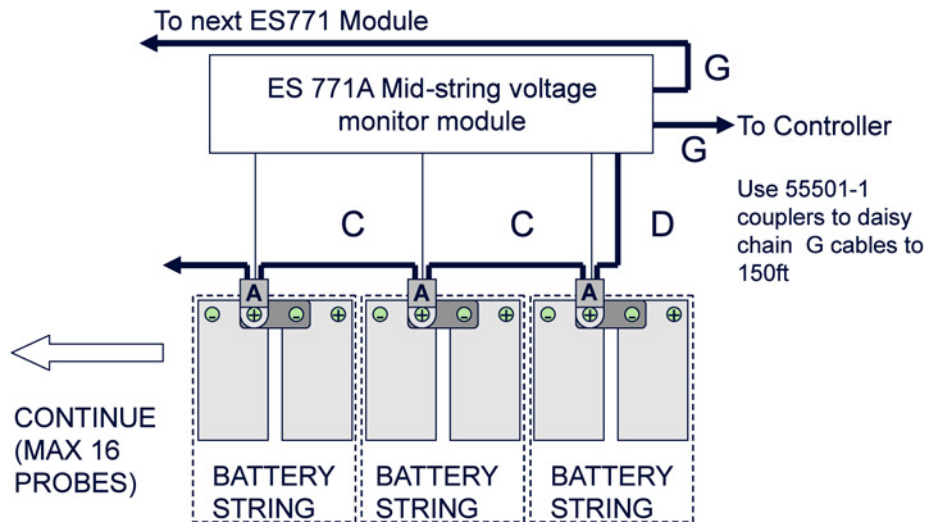 To next ES771 Module
G
ES 771A Mid-string voltage
monitor module
To Controller
G
Use 55501-1
couplers to daisy
chain G cables to
150ft
C
C
D
A
A
A
- + - +
- + - +
- + - +
CONTINUE
(MAX 16
PROBES)
BATTERY
STRING
BATTERY
STRING
BATTERY
STRING